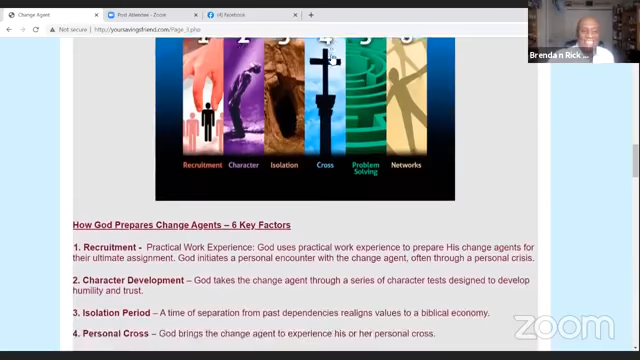 Change Agent
Post Attendee - Zoom
(4) Facebook
Not secure | yoursavingsfriend.com/Page_3.php
Brenda n Rick ...
Recruitment
Character
Isolation
Cross
Problem
Solving
Networks
How God Prepares Change Agents – 6 Key Factors
1. Recruitment - Practical Work Experience: God uses practical work experience to prepare His change agents for
their ultimate assignment. God initiates a personal encounter with the change agent, often through a personal crisis.
2. Character Development – God takes the change agent through a series of character tests designed to develop
humility and trust.
3. Isolation Period – A time of separation from past dependencies realigns values to a biblical economy.
4. Personal Cross – God brings the change agent to experience his or her personal cross.
zoom